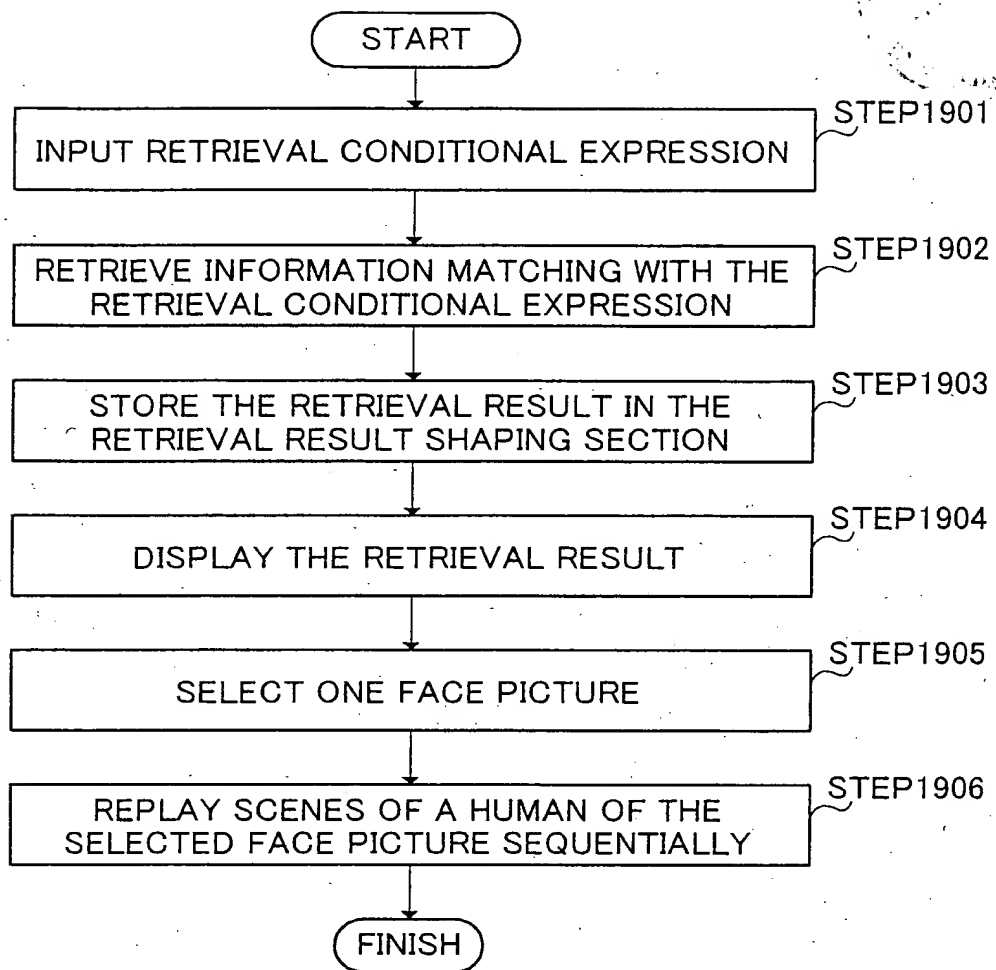 START
STEP1901
INPUT RETRIEVAL CONDITIONAL EXPRESSION
STEP1902
RETRIEVE INFORMATION MATCHING WITH THE
RETRIEVAL CONDITIONAL EXPRESSION
STEP1903
STORE THE RETRIEVAL RESULT IN THE
RETRIEVAL RESULT SHAPING SECTION
STEP1904
DISPLAY THE RETRIEVAL RESULT
STEP1905
SELECT ONE FACE PICTURE
STEP1906
REPLAY SCENES OF A HUMAN OF THE
SELECTED FACE PICTURE SEQUENTIALLY
FINISH